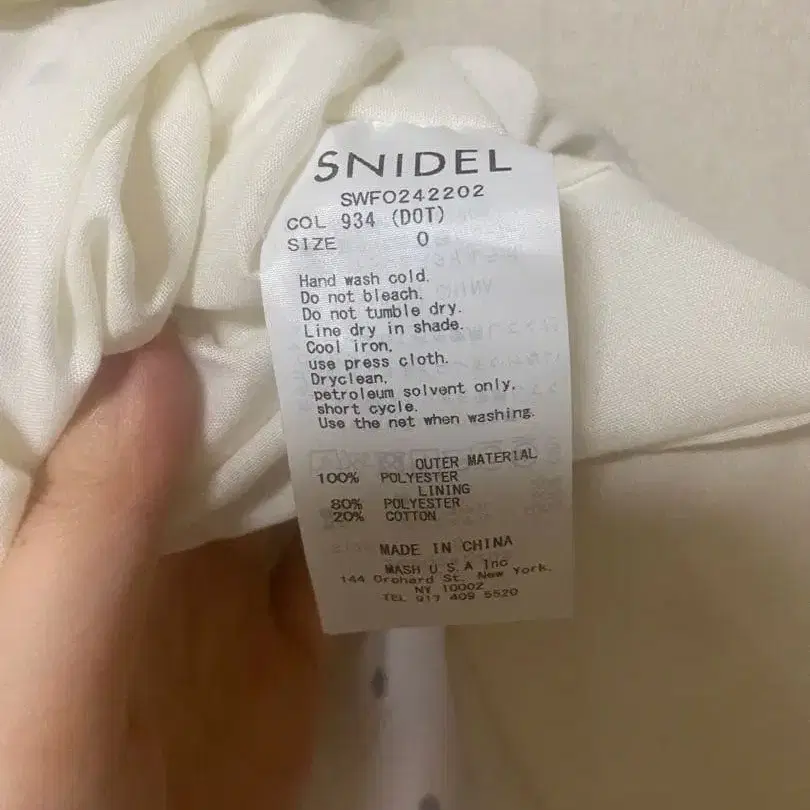 SNIDEL
SWFO242202
COL 934 (DOT)
SIZE 0
Hand wash cold.
Do not bleach.
Do not tumble dry.
Line dry in shade.
Cool iron,
use press cloth.
Dryclean,
petroleum solvent only,
short cycle.
Use the net when washing.
OUTER MATERIAL
100% POLYESTER
LINING
80% POLYESTER
20% COTTON
MADE IN CHINA
MASH U.S.A Inc
144 Orchard St. New York.
NY 10002
TEL 917 409 5520